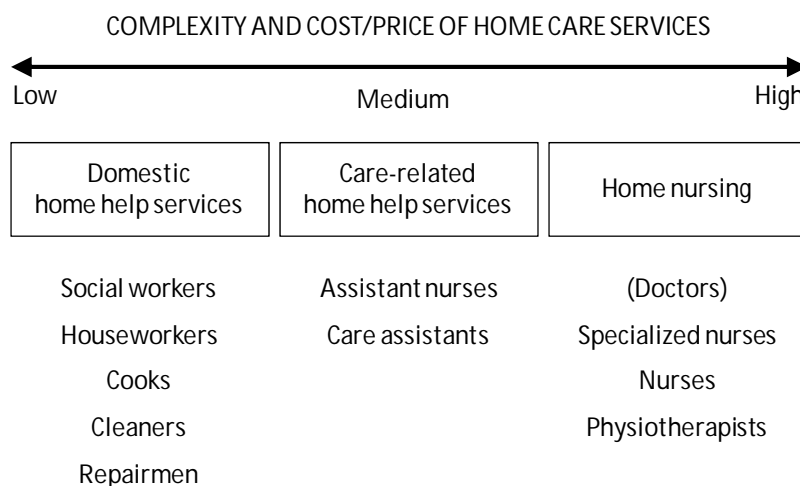 COMPLEXITY AND COST/PRICE OF HOME CARE SERVICES
Low Medium High
Domestic
home help services
Care-related
home help services
Home nursing
Social workers
Houseworkers
Cooks
Cleaners
Repairmen
Assistant nurses
Care assistants
(Doctors)
Specialized nurses
Nurses
Physiotherapists